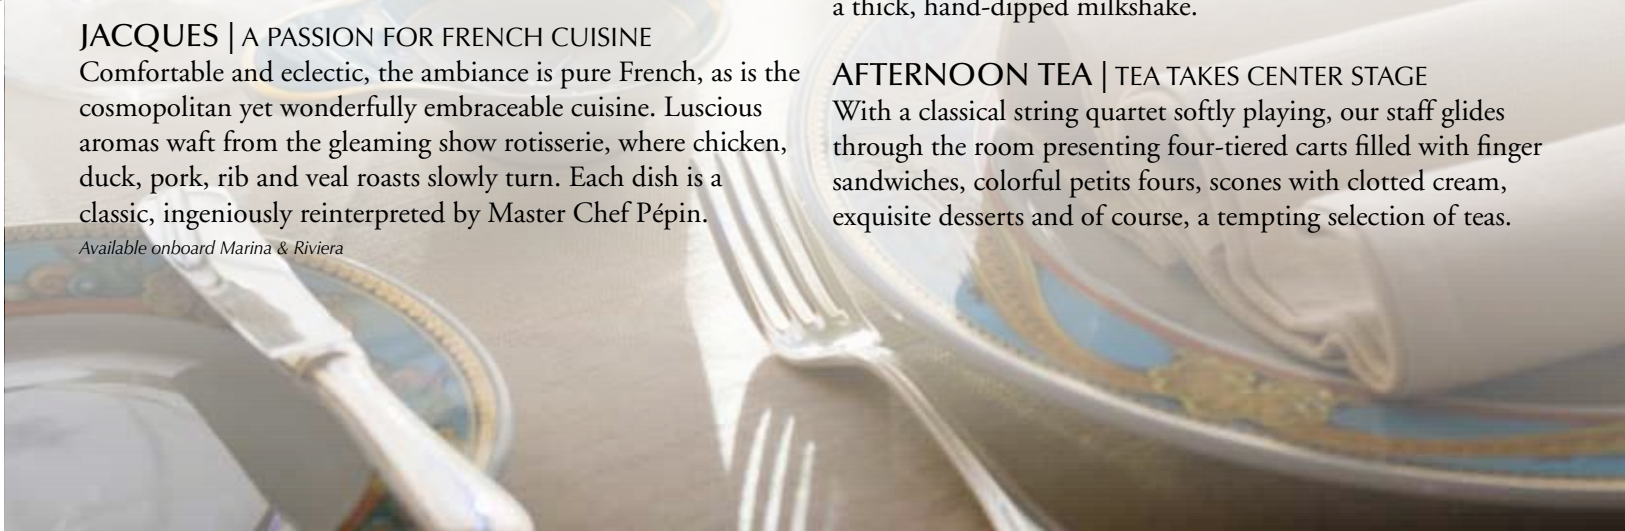 JACQUES | A PASSION FOR FRENCH CUISINE
Comfortable and eclectic, the ambiance is pure French, as is the
cosmopolitan yet wonderfully embraceable cuisine. Luscious
aromas waft from the gleaming show rotisserie, where chicken,
duck, pork, rib and veal roasts slowly turn. Each dish is a
classic, ingeniously reinterpreted by Master Chef Pépin.
Available onboard Marina & Riviera
a thick, hand-dipped milkshake.
AFTERNOON TEA | TEA TAKES CENTER STAGE
With a classical string quartet softly playing, our staff glides
through the room presenting four-tiered carts filled with finger
sandwiches, colorful petits fours, scones with clotted cream,
exquisite desserts and of course, a tempting selection of teas.